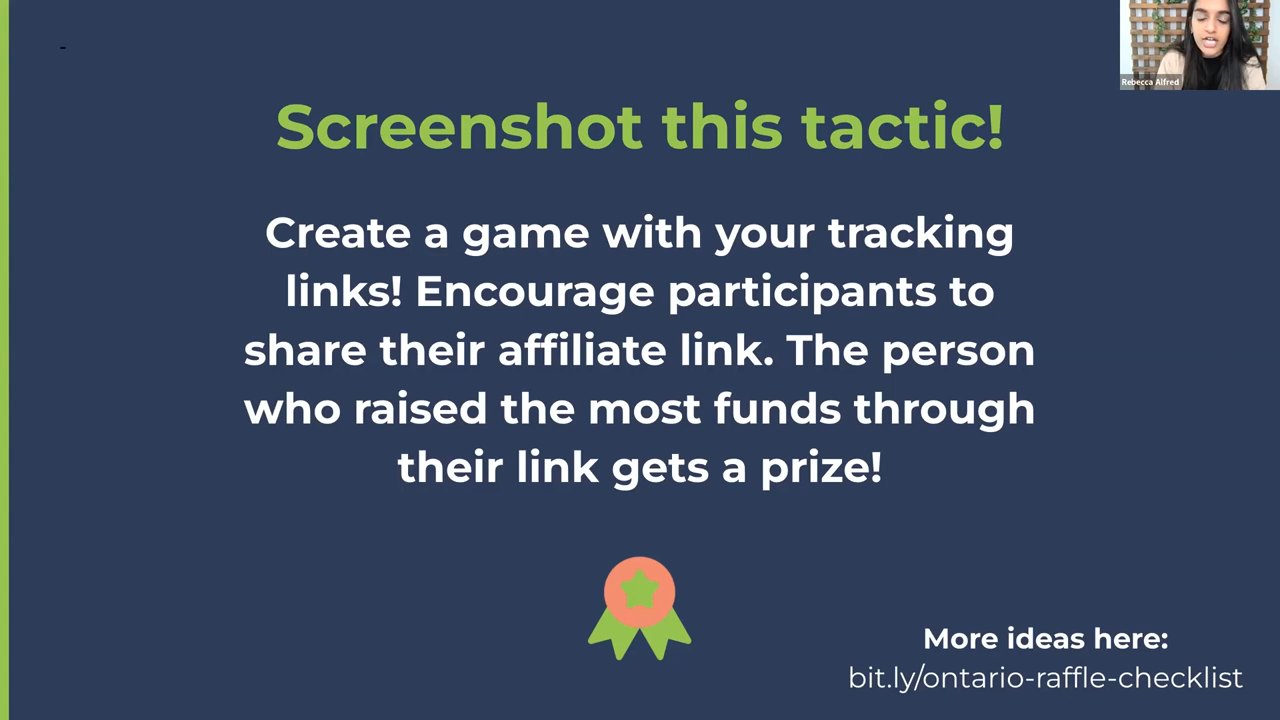 Rebecca Alfred
Screenshot this tactic!
Create a game with your tracking
links! Encourage participants to
share their affiliate link. The person
who raised the most funds through
their link gets a prize!
More ideas here:
bit.ly/ontario-raffle-checklist